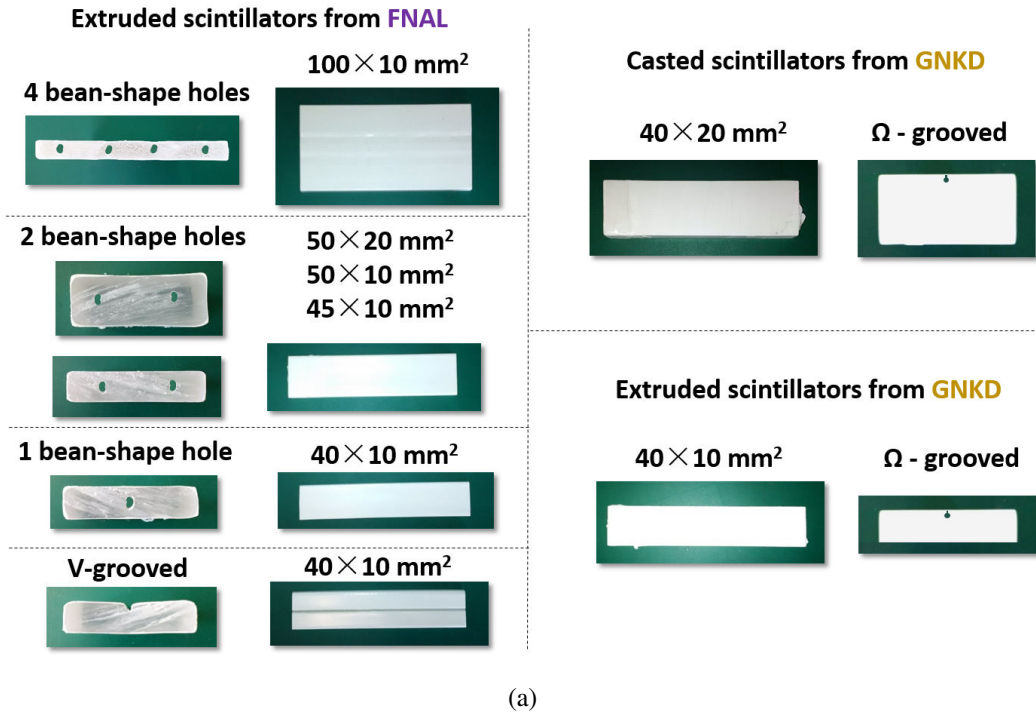 Extruded scintillators from FNAL
4 bean-shape holes
100×10 mm²
2 bean-shape holes
50×20 mm²
50×10 mm²
45×10 mm²
1 bean-shape hole
40×10 mm²
V-grooved
40×10 mm²
Casted scintillators from GNKD
40×20 mm²
Ω - grooved
Extruded scintillators from GNKD
40×10 mm²
Ω - grooved
(a)